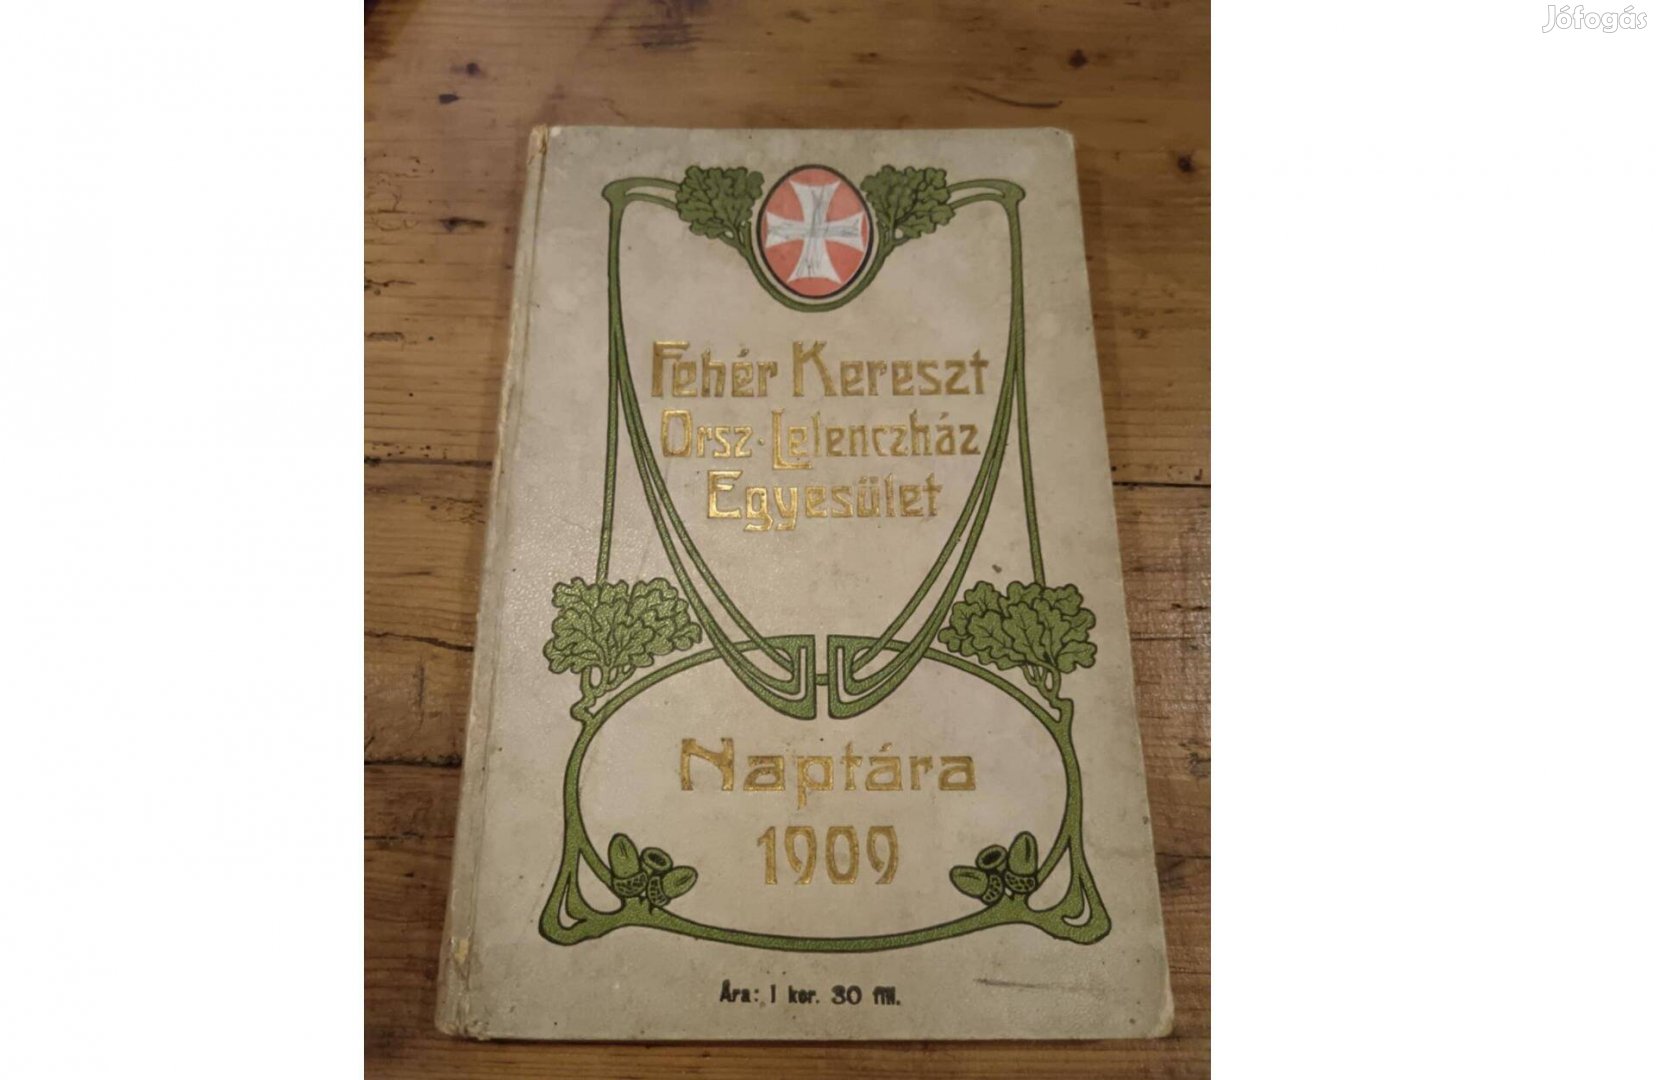 Jófogás
Fehér Kereszt
Orsz. Lelenczház
Egyesület
Naptára
1909
Ára: 1 kor. 30 fill.